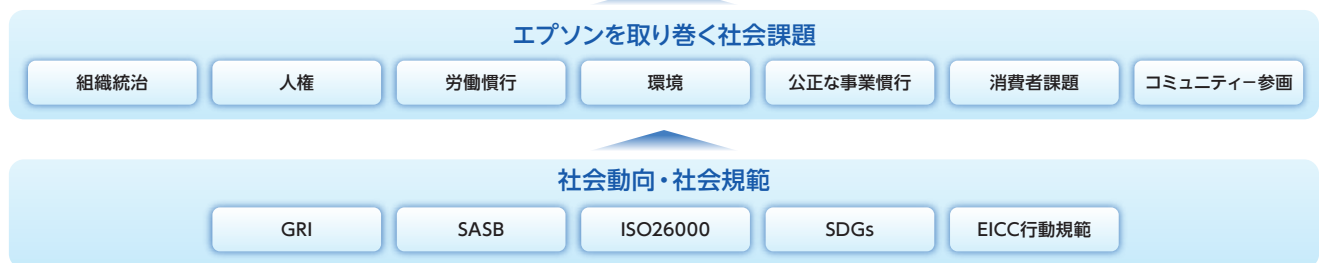 エプソンを取り巻く社会課題
組織統治 人権 労働慣行 環境 公正な事業慣行 消費者課題 コミュニティー参画
社会動向・社会規範
GRI SASB ISO26000 SDGs EICC行動規範